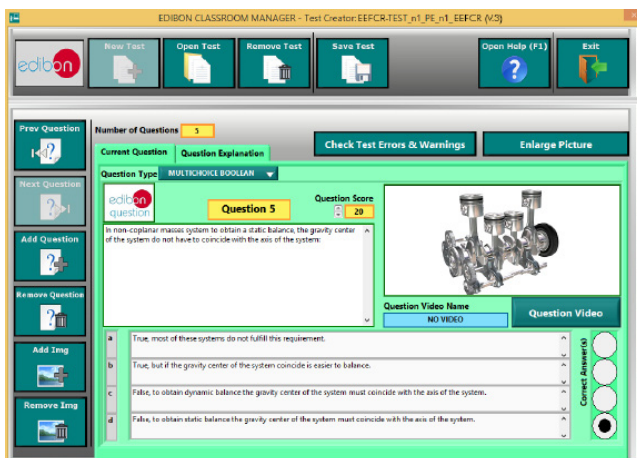 EDIBON CLASSROOM MANAGER - Test Creator:EEFCR-TEST_n1_PE_n1_EEFCR (V.3)
edibon
New Test
Open Test
Remove Test
Save Test
Open Help (F1)
Exit
Prev Question
Number of Questions 5
Check Test Errors & Warnings
Enlarge Picture
Current Question
Question Explanation
Question Type MULTICHOICE BOOLEAN
Next Question
edibon
question
Question 5
Question Score
20
In non-coplanar masses system to obtain a static balance, the gravity center
of the system do not have to coincide with the axis of the system:
Add Question
Remove Question
Question Video Name
NO VIDEO
Question Video
Add Img
a True, most of these systems do not fulfill this requirement.
b True, but if the gravity center of the system coincide is easier to balance.
c False, to obtain dynamic balance the gravity center of the system must coincide with the axis of the system.
d False, to obtain static balance the gravity center of the system must coincide with the axis of the system.
Correct Answer(s)
Remove Img